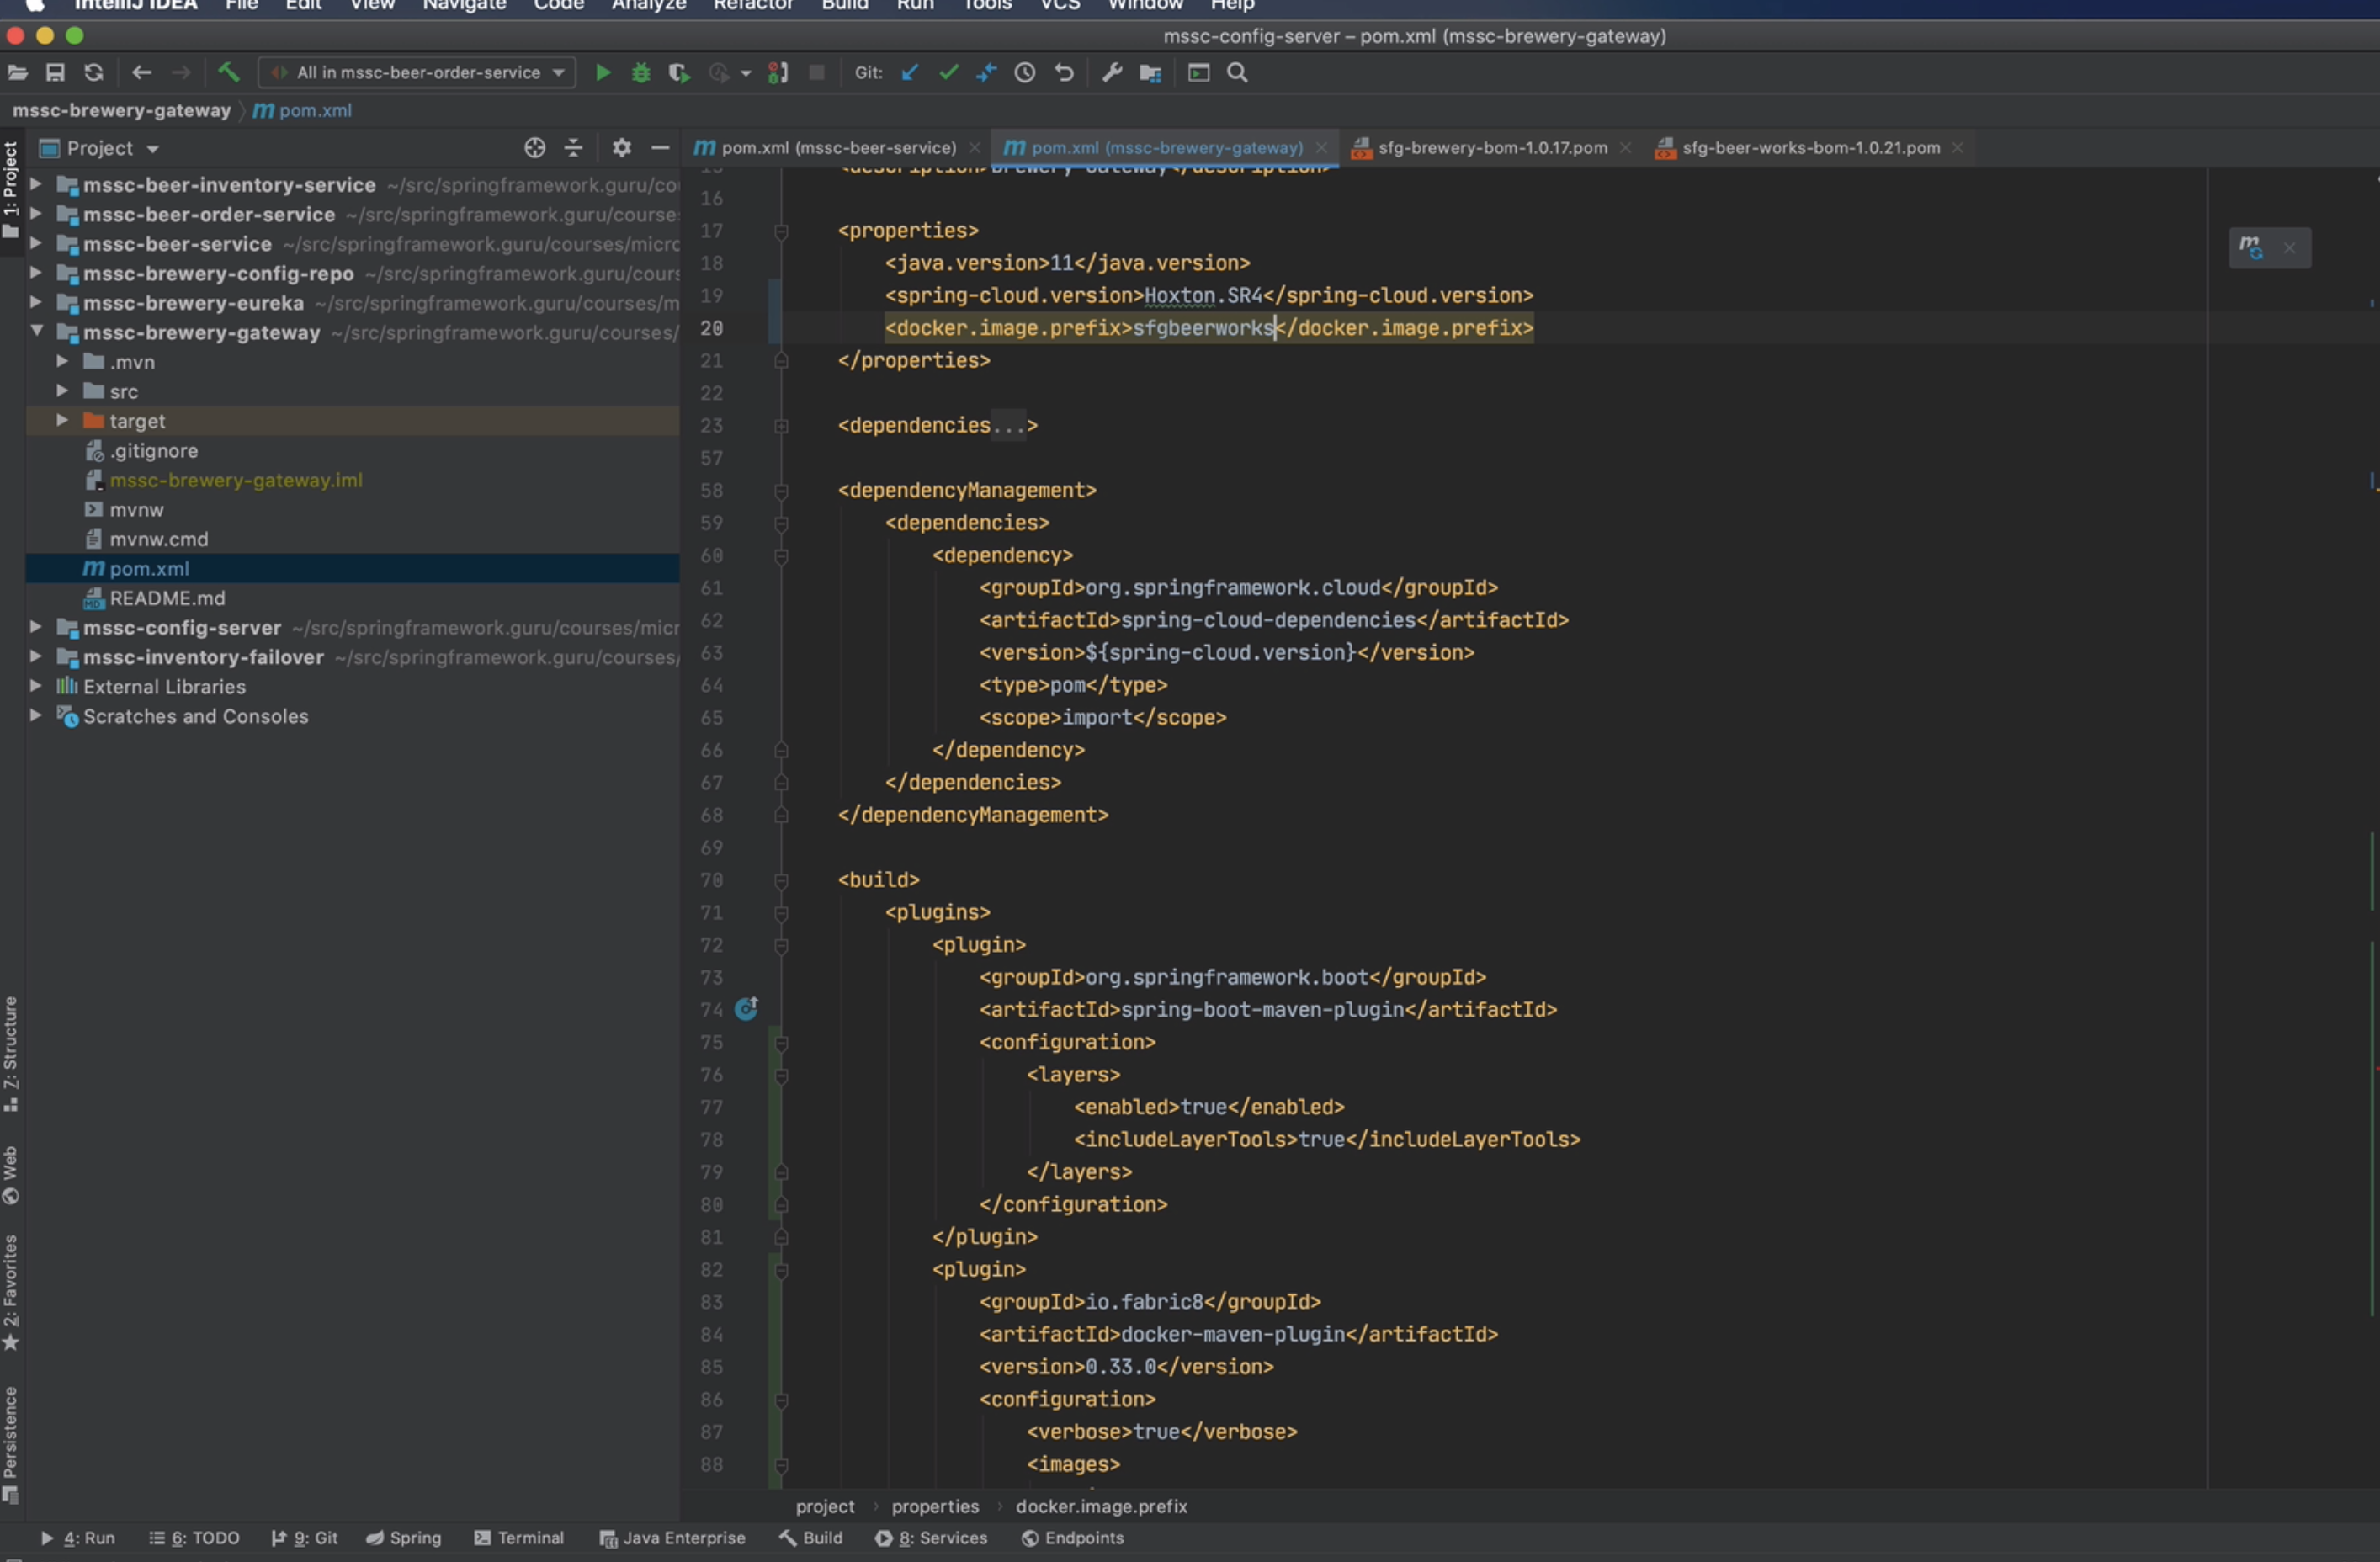 IntelliJ IDEA File Edit View Navigate Code Analyze Refactor Build Run Tools VCS Window Help
mssc-config-server – pom.xml (mssc-brewery-gateway)
All in mssc-beer-order-service Git:
mssc-brewery-gateway pom.xml
1: Project
Project
pom.xml (mssc-beer-service) pom.xml (mssc-brewery-gateway) sfg-brewery-bom-1.0.17.pom sfg-beer-works-bom-1.0.21.pom
mssc-beer-inventory-service ~/src/springframework.guru/co
mssc-beer-order-service ~/src/springframework.guru/course
mssc-beer-service ~/src/springframework.guru/courses/micr
mssc-brewery-config-repo ~/src/springframework.guru/cour
mssc-brewery-eureka ~/src/springframework.guru/courses/m
mssc-brewery-gateway ~/src/springframework.guru/courses/
.mvn
src
target
.gitignore
mssc-brewery-gateway.iml
mvnw
mvnw.cmd
pom.xml
README.md
mssc-config-server ~/src/springframework.guru/courses/micr
mssc-inventory-failover ~/src/springframework.guru/courses/
External Libraries
Scratches and Consoles
Z: Structure
Web
2: Favorites
Persistence
15 <description>Brewery Gateway</description>
16
17 <properties>
18 <java.version>11</java.version>
19 <spring-cloud.version>Hoxton.SR4</spring-cloud.version>
20 <docker.image.prefix>sfgbeerworks</docker.image.prefix>
21 </properties>
22
23 <dependencies...>
57
58 <dependencyManagement>
59 <dependencies>
60 <dependency>
61 <groupId>org.springframework.cloud</groupId>
62 <artifactId>spring-cloud-dependencies</artifactId>
63 <version>${spring-cloud.version}</version>
64 <type>pom</type>
65 <scope>import</scope>
66 </dependency>
67 </dependencies>
68 </dependencyManagement>
69
70 <build>
71 <plugins>
72 <plugin>
73 <groupId>org.springframework.boot</groupId>
74 <artifactId>spring-boot-maven-plugin</artifactId>
75 <configuration>
76 <layers>
77 <enabled>true</enabled>
78 <includeLayerTools>true</includeLayerTools>
79 </layers>
80 </configuration>
81 </plugin>
82 <plugin>
83 <groupId>io.fabric8</groupId>
84 <artifactId>docker-maven-plugin</artifactId>
85 <version>0.33.0</version>
86 <configuration>
87 <verbose>true</verbose>
88 <images>
project › properties › docker.image.prefix
4: Run 6: TODO 9: Git Spring Terminal Java Enterprise Build 8: Services Endpoints